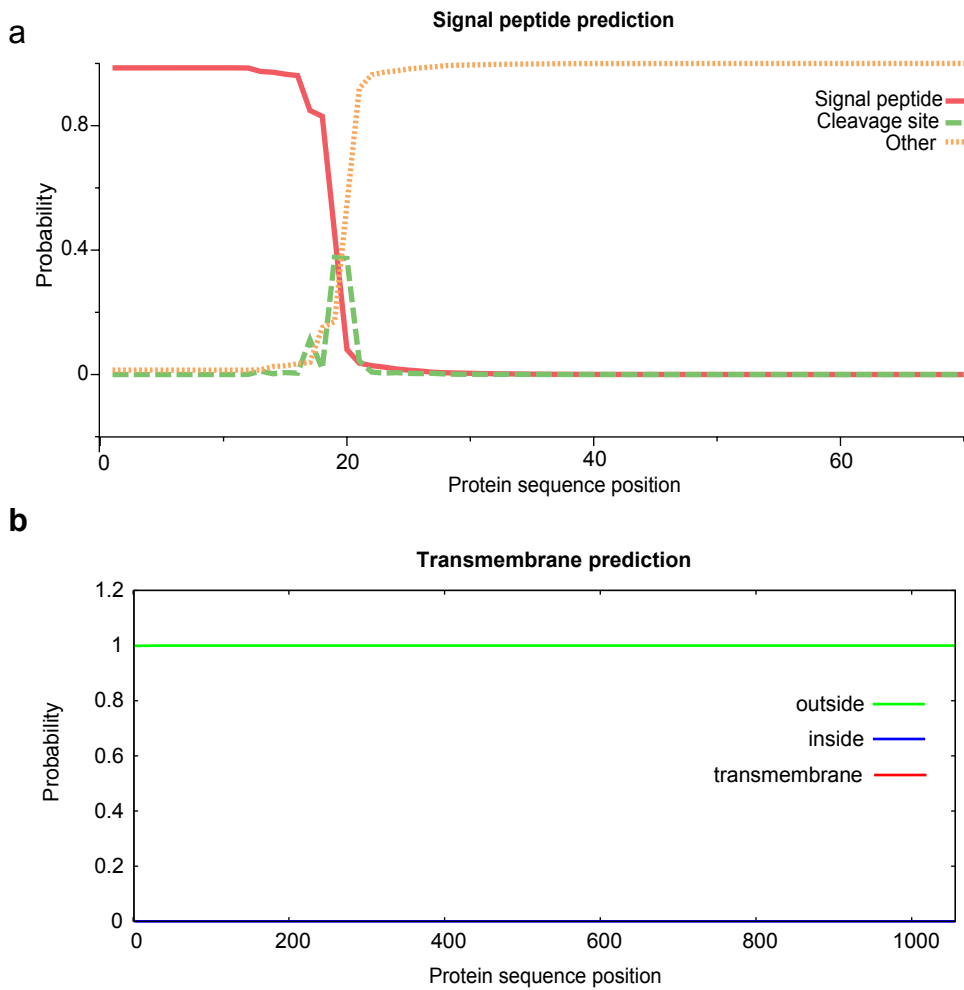 a
Signal peptide prediction
Signal peptide
Cleavage site
Other
0.8
0.4
0
Probability
0 20 40 60
Protein sequence position
b
Transmembrane prediction
1.2
1
0.8
0.6
0.4
0.2
0
Probability
outside
inside
transmembrane
0 200 400 600 800 1000
Protein sequence position